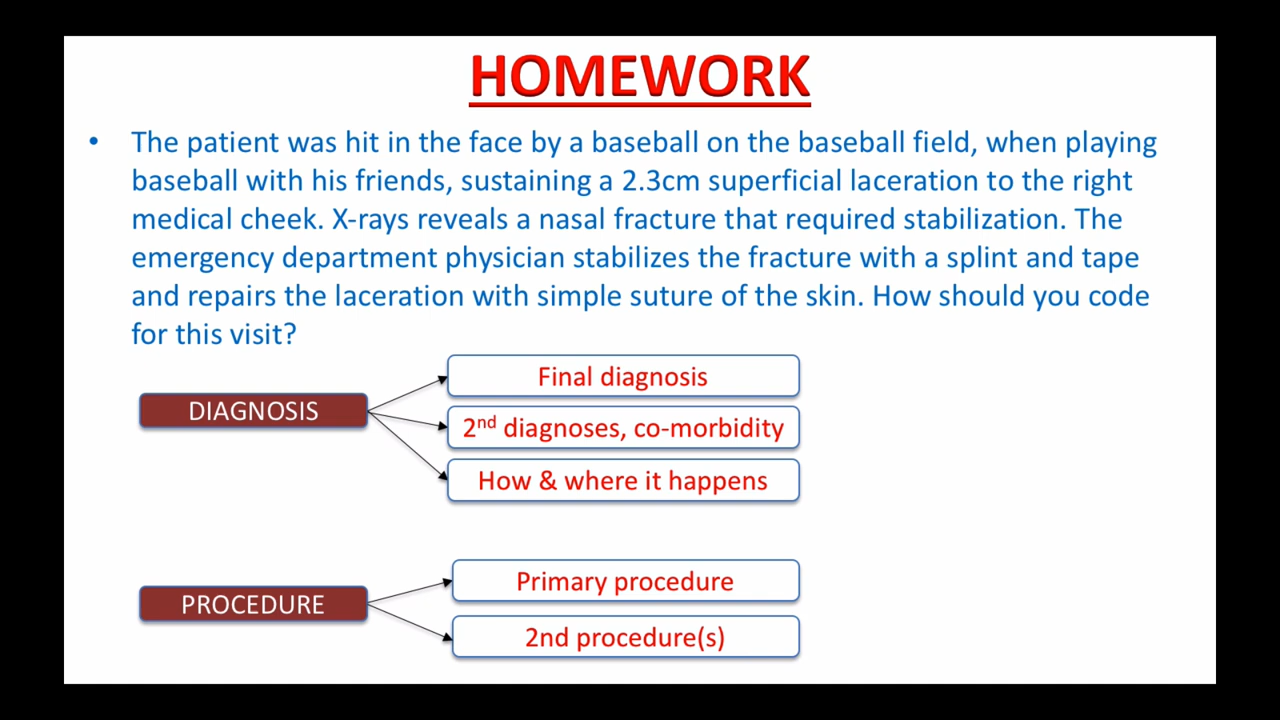 HOMEWORK
• The patient was hit in the face by a baseball on the baseball field, when playing
baseball with his friends, sustaining a 2.3cm superficial laceration to the right
medical cheek. X-rays reveals a nasal fracture that required stabilization. The
emergency department physician stabilizes the fracture with a splint and tape
and repairs the laceration with simple suture of the skin. How should you code
for this visit?
Final diagnosis
DIAGNOSIS
2nd diagnoses, co-morbidity
How & where it happens
Primary procedure
PROCEDURE
2nd procedure(s)